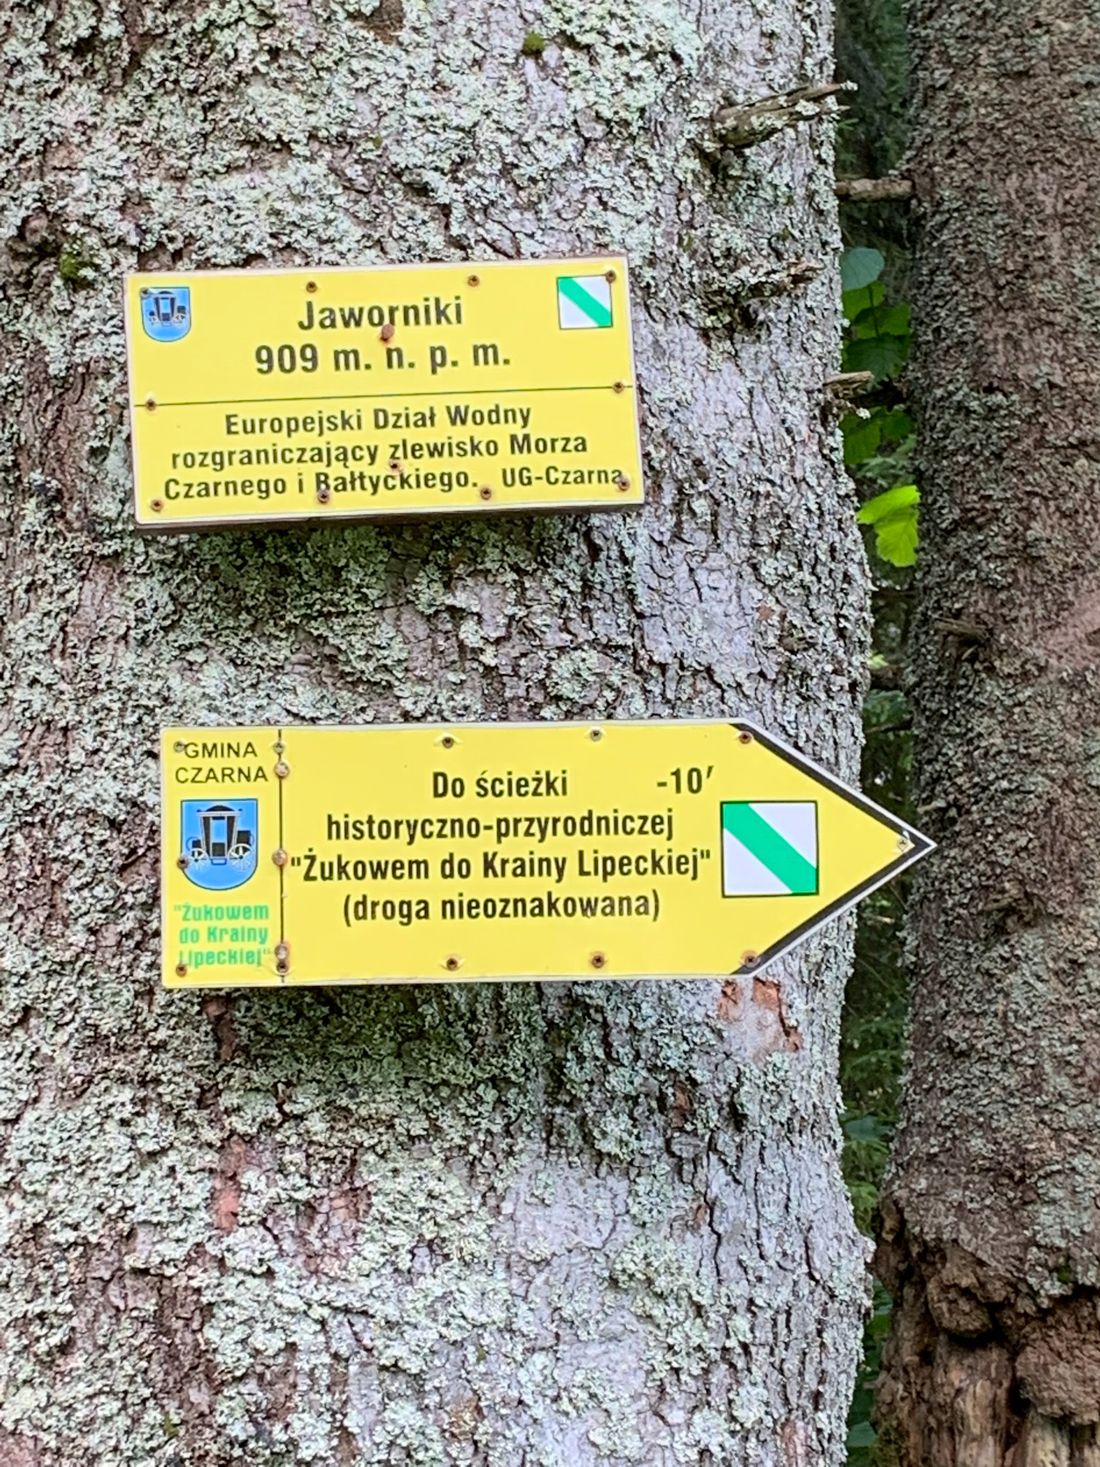 Jaworniki
909 m. n. p. m.
Europejski Dział Wodny
rozgraniczający zlewisko Morza
Czarnego i Bałtyckiego. UG-Czarna
GMINA
CZARNA
"Żukowem
do Krainy
Lipeckiej"
Do ścieżki -10′
historyczno-przyrodniczej
"Żukowem do Krainy Lipeckiej"
(droga nieoznakowana)